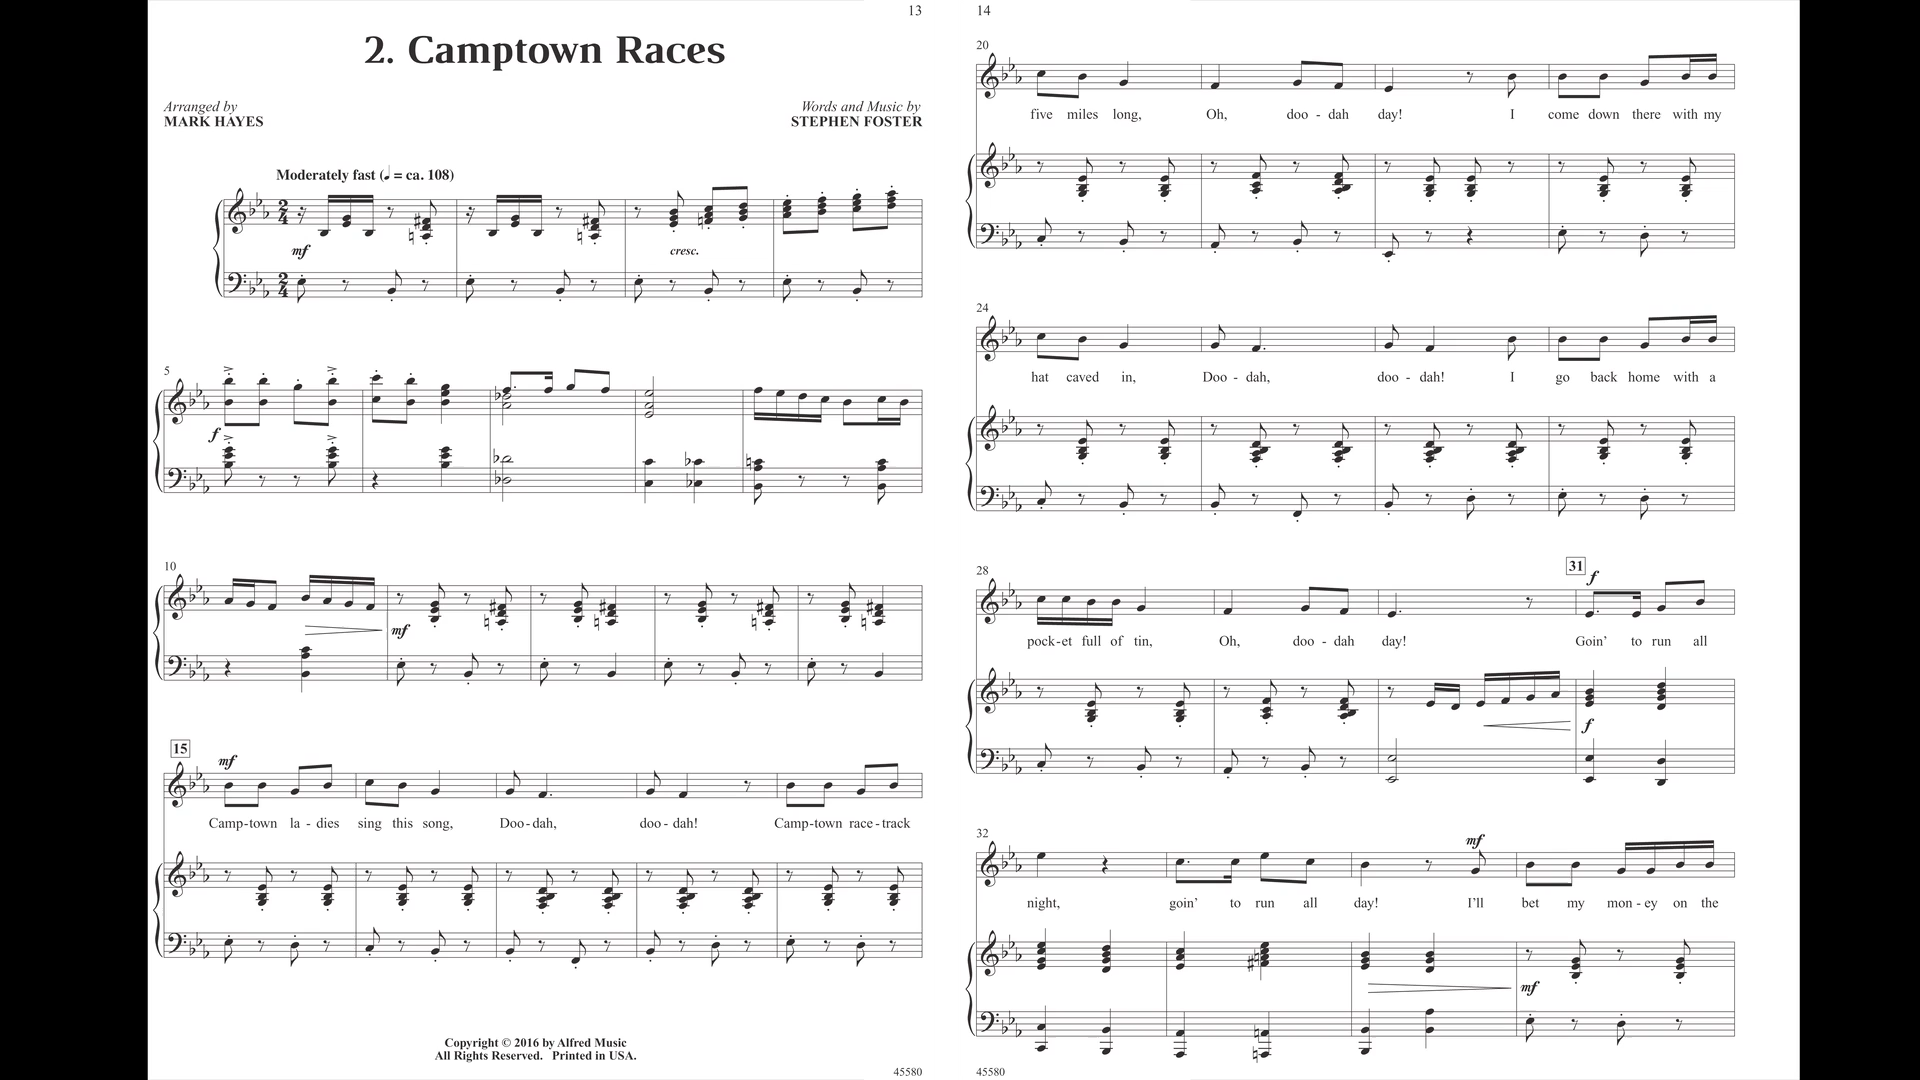 13
2. Camptown Races
Arranged by
MARK HAYES
Words and Music by
STEPHEN FOSTER
Moderately fast (♩ = ca. 108)
mf
cresc.
5
f
10
mf
15
mf
Camp-town la - dies sing this song, Doo - dah, doo - dah! Camp-town race - track
Copyright © 2016 by Alfred Music
All Rights Reserved. Printed in USA.
45580
14
20
five miles long, Oh, doo - dah day! I come down there with my
24
hat caved in, Doo - dah, doo - dah! I go back home with a
28
31
f
pock-et full of tin, Oh, doo - dah day! Goin' to run all
f
32
mf
night, goin' to run all day! I'll bet my mon - ey on the
mf
45580